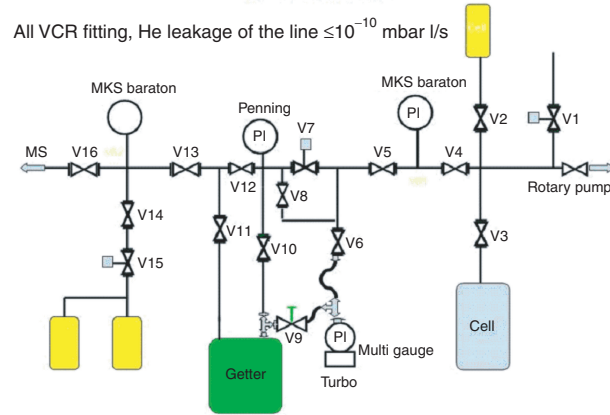 All VCR fitting, He leakage of the line ≤10⁻¹⁰ mbar l/s
MKS baraton
Penning
PI
V7
MKS baraton
PI
V2
V1
MS
V16
V13
V12
V5
V4
Rotary pump
V8
V14
V11
V10
V6
V3
V15
V9
Cell
PI
Multi gauge
Getter
Turbo